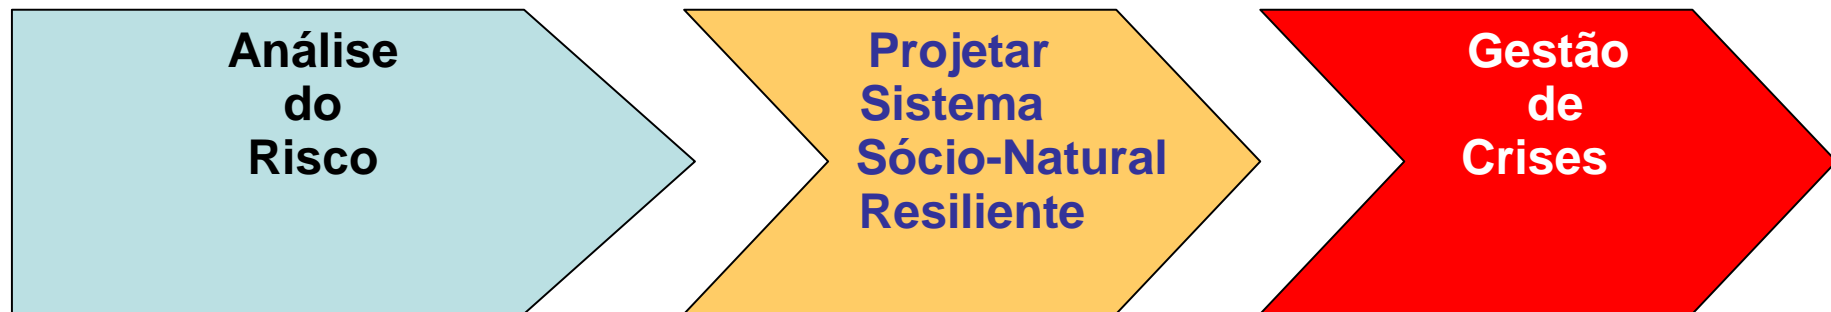 Análise
do
Risco
Projetar
Sistema
Sócio-Natural
Resiliente
Gestão
de
Crises